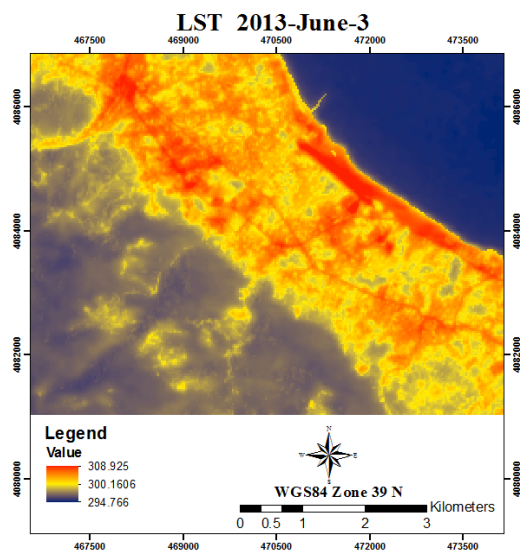 LST 2013-June-3
467500 469000 470500 472000 473500
4086000 4086000
4084000 4084000
4082000 4082000
4080000 4080000
Legend
Value
308.925
300.1606
294.766
N
W E
S
WGS84 Zone 39 N
Kilometers
0 0.5 1 2 3
467500 469000 470500 472000 473500